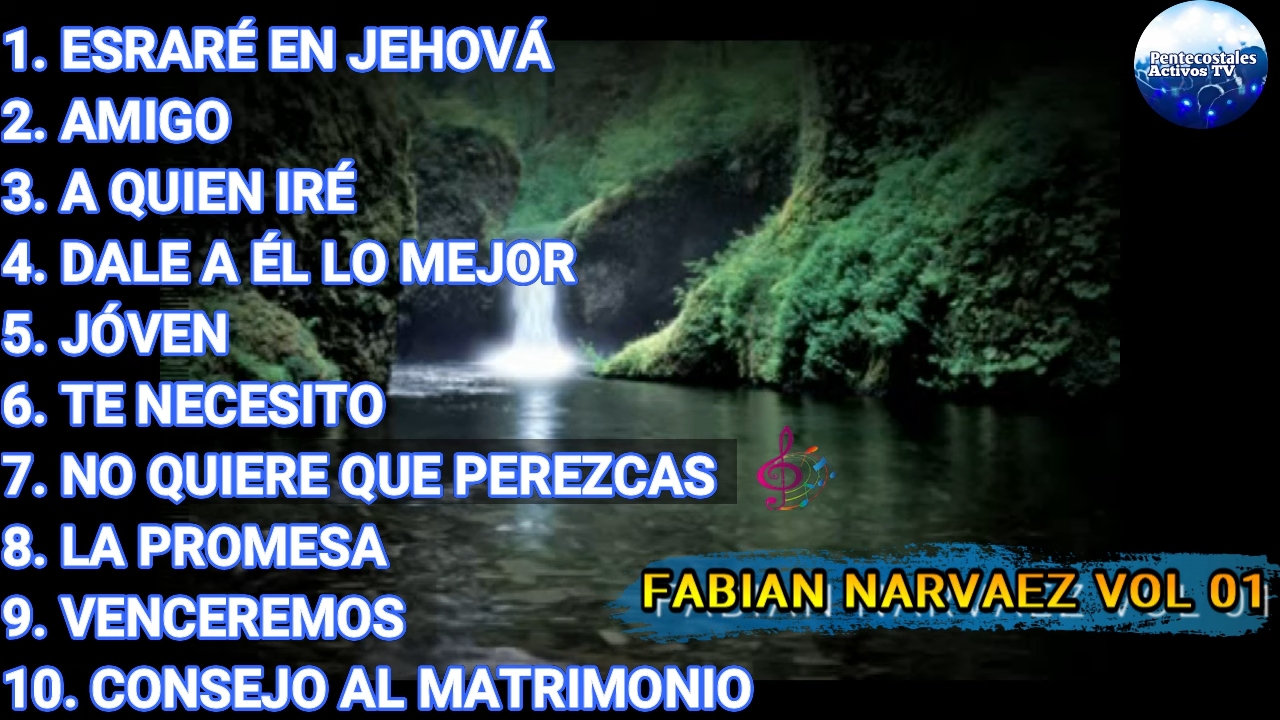 1. ESRARÉ EN JEHOVÁ
2. AMIGO
3. A QUIEN IRÉ
4. DALE A ÉL LO MEJOR
5. JÓVEN
6. TE NECESITO
7. NO QUIERE QUE PEREZCAS
8. LA PROMESA
9. VENCEREMOS
10. CONSEJO AL MATRIMONIO
Pentecostales
Activos TV
FABIAN NARVAEZ VOL 01